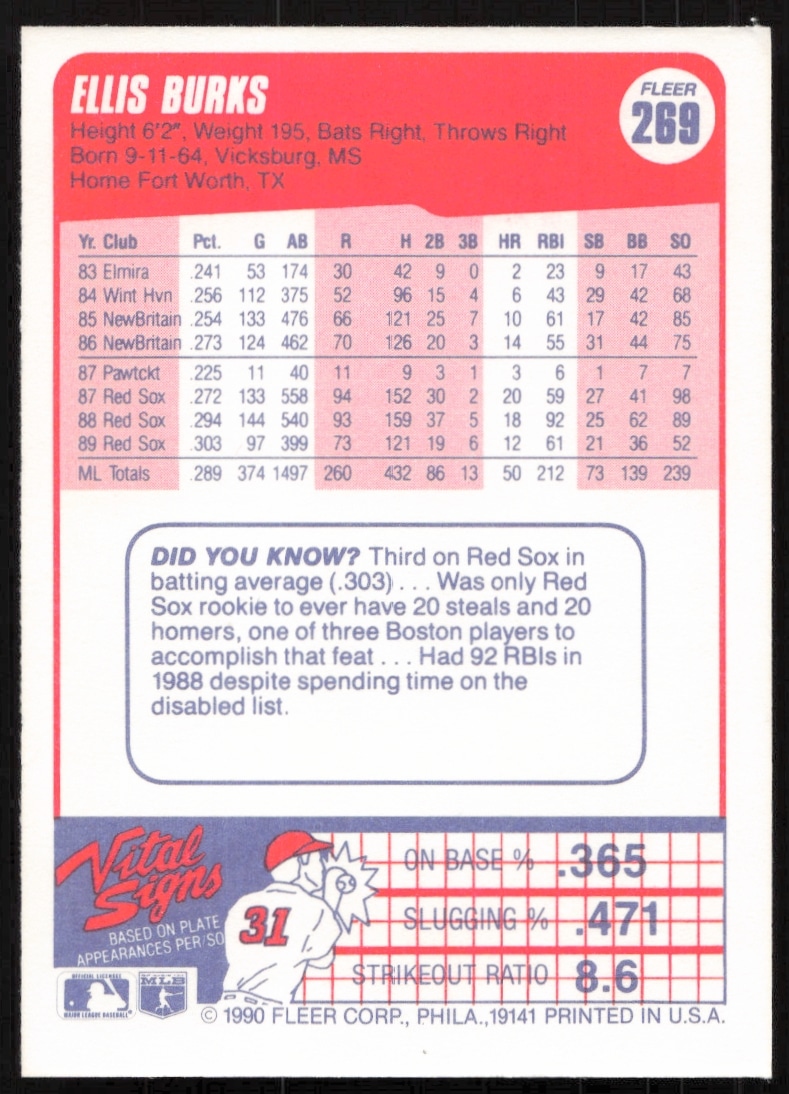 ELLIS BURKS
FLEER
269
Height 6'2", Weight 195, Bats Right, Throws Right
Born 9-11-64, Vicksburg, MS
Home Fort Worth, TX
Yr. Club Pct. G AB R H 2B 3B HR RBI SB BB SO
83 Elmira .241 53 174 30 42 9 0 2 23 9 17 43
84 Wint Hvn .256 112 375 52 96 15 4 6 43 29 42 68
85 NewBritain .254 133 476 66 121 25 7 10 61 17 42 85
86 NewBritain .273 124 462 70 126 20 3 14 55 31 44 75
87 Pawtckt .225 11 40 11 9 3 1 3 6 1 7 7
87 Red Sox .272 133 558 94 152 30 2 20 59 27 41 98
88 Red Sox .294 144 540 93 159 37 5 18 92 25 62 89
89 Red Sox .303 97 399 73 121 19 6 12 61 21 36 52
ML Totals .289 374 1497 260 432 86 13 50 212 73 139 239
DID YOU KNOW? Third on Red Sox in
batting average (.303) . . . Was only Red
Sox rookie to ever have 20 steals and 20
homers, one of three Boston players to
accomplish that feat . . . Had 92 RBIs in
1988 despite spending time on the
disabled list.
Vital
Signs
BASED ON PLATE
APPEARANCES PER/SO
31
ON BASE % .365
SLUGGING % .471
STRIKEOUT RATIO 8.6
OFFICIAL LICENSEE
MAJOR LEAGUE BASEBALL
MLB
© 1990 FLEER CORP., PHILA.,19141 PRINTED IN U.S.A.